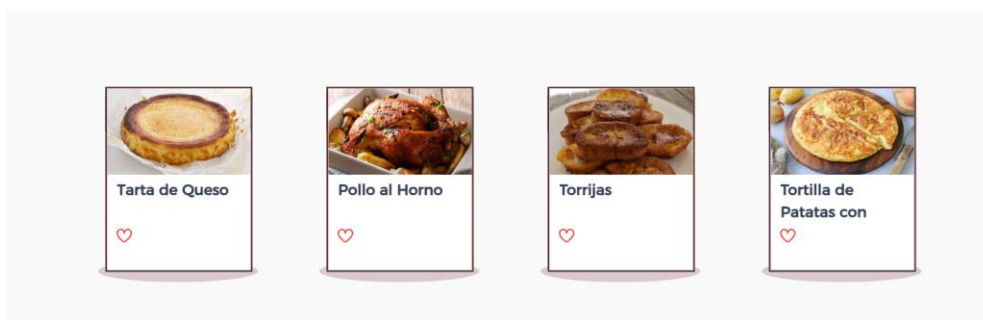 Tarta de Queso
Pollo al Horno
Torrijas
Tortilla de
Patatas con